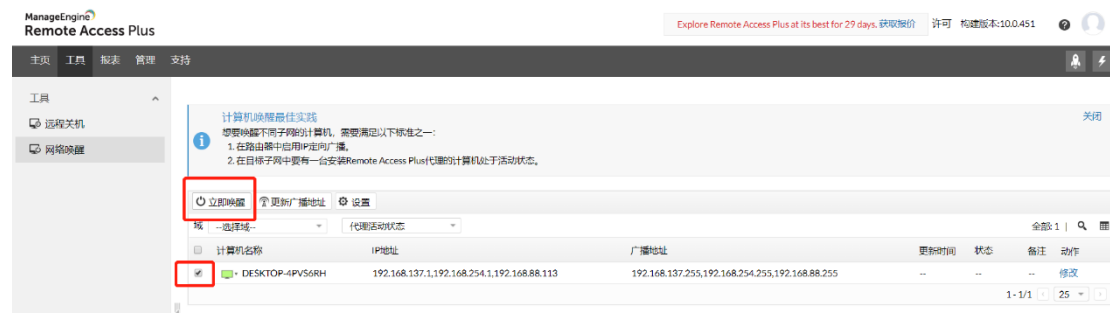 ManageEngine
Remote Access Plus
Explore Remote Access Plus at its best for 29 days. 获取报价 许可 构建版本:10.0.451
主页 工具 报表 管理 支持
工具
远程关机
网络唤醒
计算机唤醒最佳实践 关闭
想要唤醒不同子网的计算机，需要满足以下标准之一:
1. 在路由器中启用IP定向广播。
2. 在目标子网中要有一台安装Remote Access Plus代理的计算机处于活动状态。
立即唤醒 更新广播地址 设置
域 --选择域-- 代理活动状态 全部: 1 |
计算机名称 IP地址 广播地址 更新时间 状态 备注 动作
DESKTOP-4PVS6RH 192.168.137.1,192.168.254.1,192.168.88.113 192.168.137.255,192.168.254.255,192.168.88.255 -- -- -- 修改
1 - 1/1 25